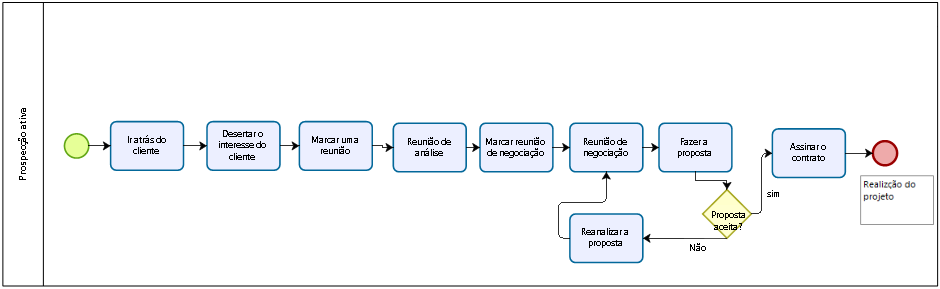 Prospecção ativa
Ir atrás do
cliente
Desertar o
interesse do
cliente
Marcar uma
reunião
Reunião de
análise
Marcar reunião
de negociação
Reunião de
negociação
Fazer a
proposta
Proposta
aceita?
sim
Assinar o
contrato
Realizção do
projeto
Não
Reanalizar a
proposta